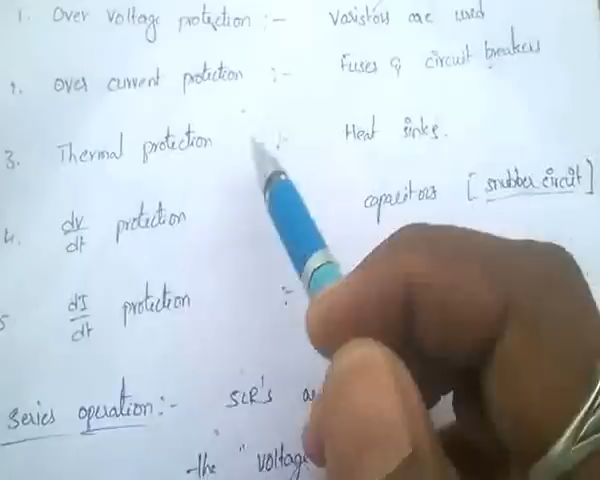 1. Over voltage protection :- Varistors are used
2. Over current protection :- Fuses & circuit breakers
3. Thermal protection :- Heat sinks.
4. dv/dt protection capacitors [snubber circuit]
5 dI/dt protection :-
Series operation :- SCR's
the "voltage